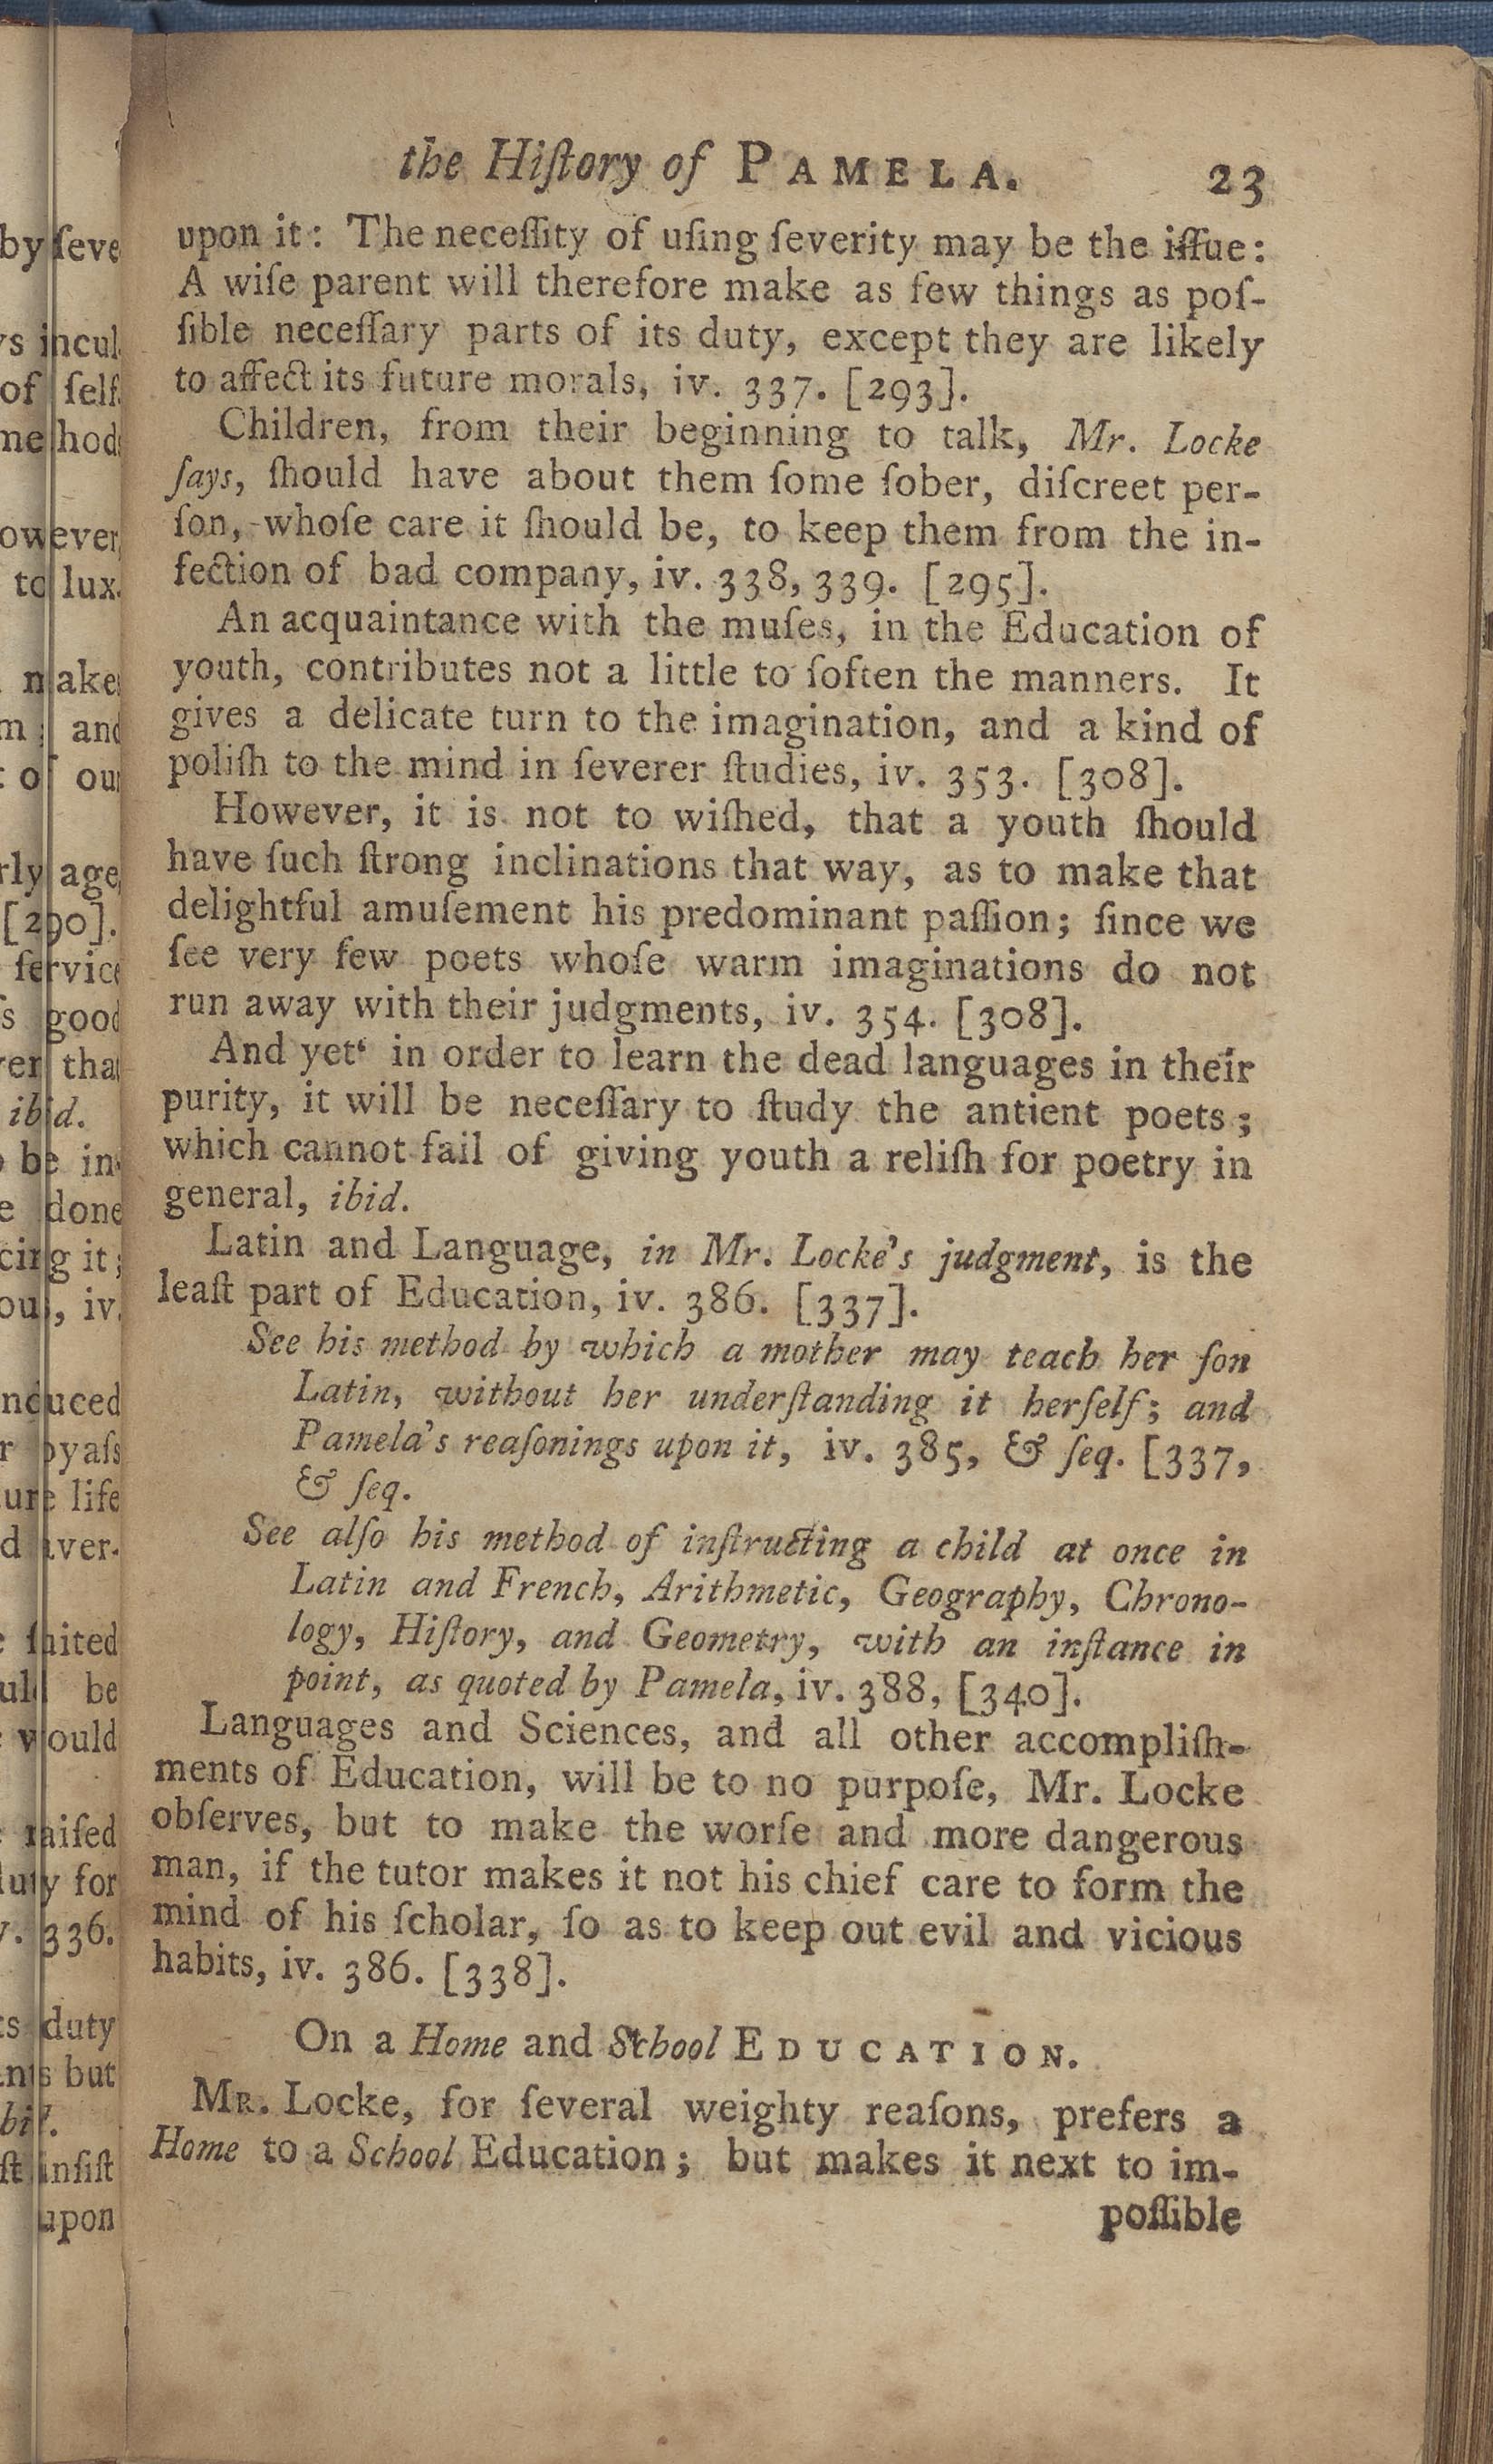 the Hiſtory of PAMELA. 23
upon it: The neceſſity of uſing ſeverity may be the iſſue:
A wiſe parent will therefore make as few things as poſ-
ſible neceſſary parts of its duty, except they are likely
to affect its future morals, iv. 337. [293].
Children, from their beginning to talk, Mr. Locke
ſays, ſhould have about them ſome ſober, diſcreet per-
ſon, whoſe care it ſhould be, to keep them from the in-
fection of bad company, iv. 338, 339. [295].
An acquaintance with the muſes, in the Education of
youth, contributes not a little to ſoften the manners. It
gives a delicate turn to the imagination, and a kind of
poliſh to the mind in ſeverer ſtudies, iv. 353. [308].
However, it is not to wiſhed, that a youth ſhould
have ſuch ſtrong inclinations that way, as to make that
delightful amuſement his predominant paſſion; ſince we
ſee very few poets whoſe warm imaginations do not
run away with their judgments, iv. 354. [308].
And yet‘ in order to learn the dead languages in their
purity, it will be neceſſary to ſtudy the antient poets;
which cannot fail of giving youth a reliſh for poetry in
general, ibid.
Latin and Language, in Mr. Locke's judgment, is the
leaſt part of Education, iv. 386. [337].
See his method by which a mother may teach her ſon
Latin, without her underſtanding it herſelf; and
Pamela's reaſonings upon it, iv. 385, & ſeq. [337,
& ſeq.
See alſo his method of inſtructing a child at once in
Latin and French, Arithmetic, Geography, Chrono-
logy, Hiſtory, and Geometry, with an inſtance in
point, as quoted by Pamela, iv. 388, [340].
Languages and Sciences, and all other accompliſh-
ments of Education, will be to no purpoſe, Mr. Locke
obſerves, but to make the worſe and more dangerous
man, if the tutor makes it not his chief care to form the
mind of his ſcholar, ſo as to keep out evil and vicious
habits, iv. 386. [338].
On a Home and School EDUCATION.
MR. Locke, for ſeveral weighty reaſons, prefers a
Home to a School Education; but makes it next to im-
poſſible